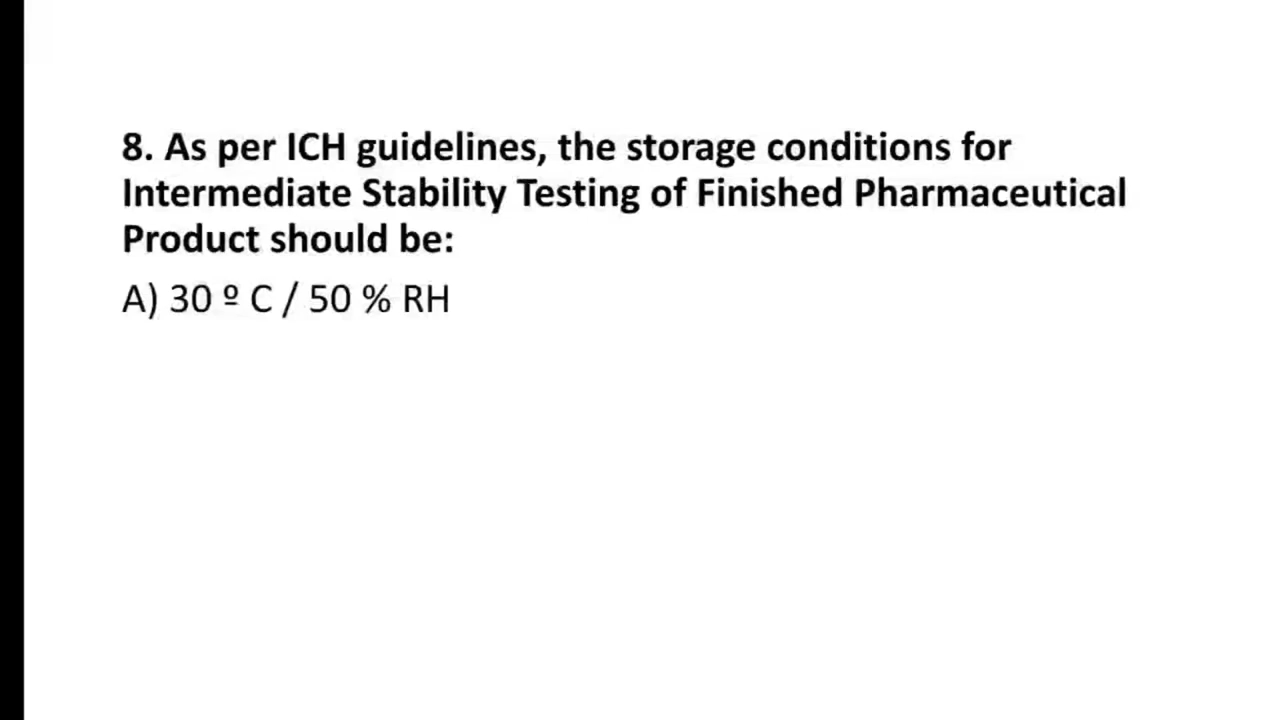 8. As per ICH guidelines, the storage conditions for
Intermediate Stability Testing of Finished Pharmaceutical
Product should be:
A) 30 º C / 50 % RH